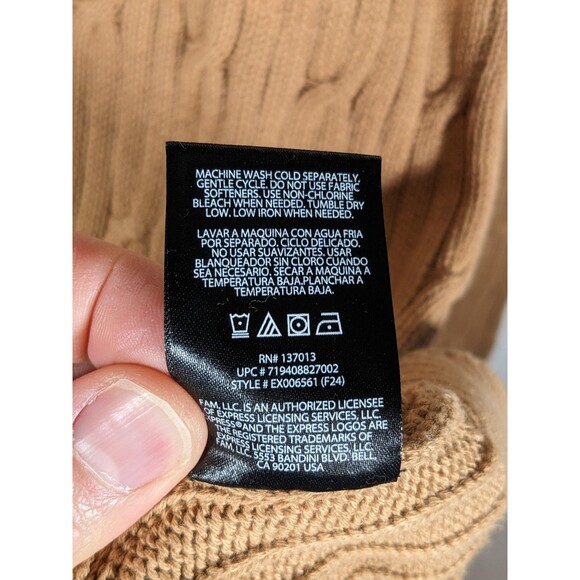 MACHINE WASH COLD SEPARATELY.
GENTLE CYCLE. DO NOT USE FABRIC
SOFTENERS. USE NON-CHLORINE
BLEACH WHEN NEEDED. TUMBLE DRY
LOW. LOW IRON WHEN NEEDED.
LAVAR A MAQUINA CON AGUA FRIA
POR SEPARADO. CICLO DELICADO.
NO USAR SUAVIZANTES. USAR
BLANQUEADOR SIN CLORO CUANDO
SEA NECESARIO. SECAR A MAQUINA A
TEMPERATURA BAJA.PLANCHAR A
TEMPERATURA BAJA.
RN# 137013
UPC # 719408827002
STYLE # EX006561 (F24)
FAM, LLC. IS AN AUTHORIZED LICENSEE
OF EXPRESS LICENSING SERVICES, LLC.
EXPRESS® AND THE EXPRESS LOGOS ARE
THE REGISTERED TRADEMARKS OF
FAM, LLC. 5553 BANDINI BLVD. BELL,
CA 90201 USA